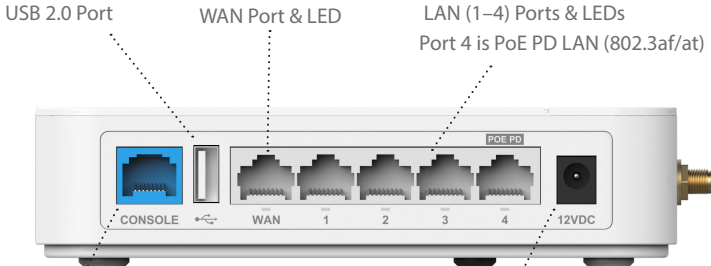 USB 2.0 Port
WAN Port & LED
LAN (1–4) Ports & LEDs
Port 4 is PoE PD LAN (802.3af/at)
POE PD
CONSOLE
WAN
1
2
3
4
12VDC